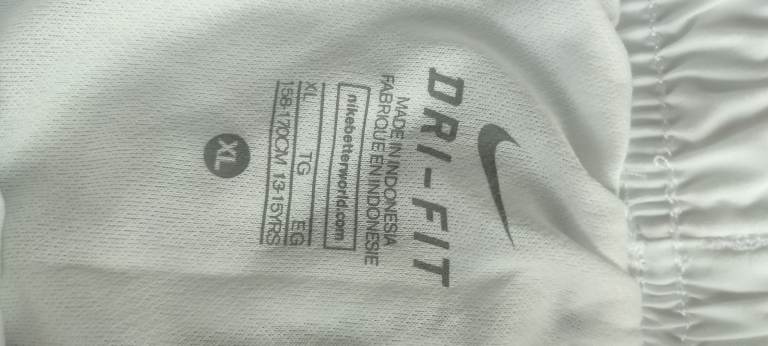 DRI-FIT
MADE IN INDONESIA
FABRIQUE EN INDONESIE
nikebetterworld.com
XL TG EG
158-170CM 13-15YRS
XL